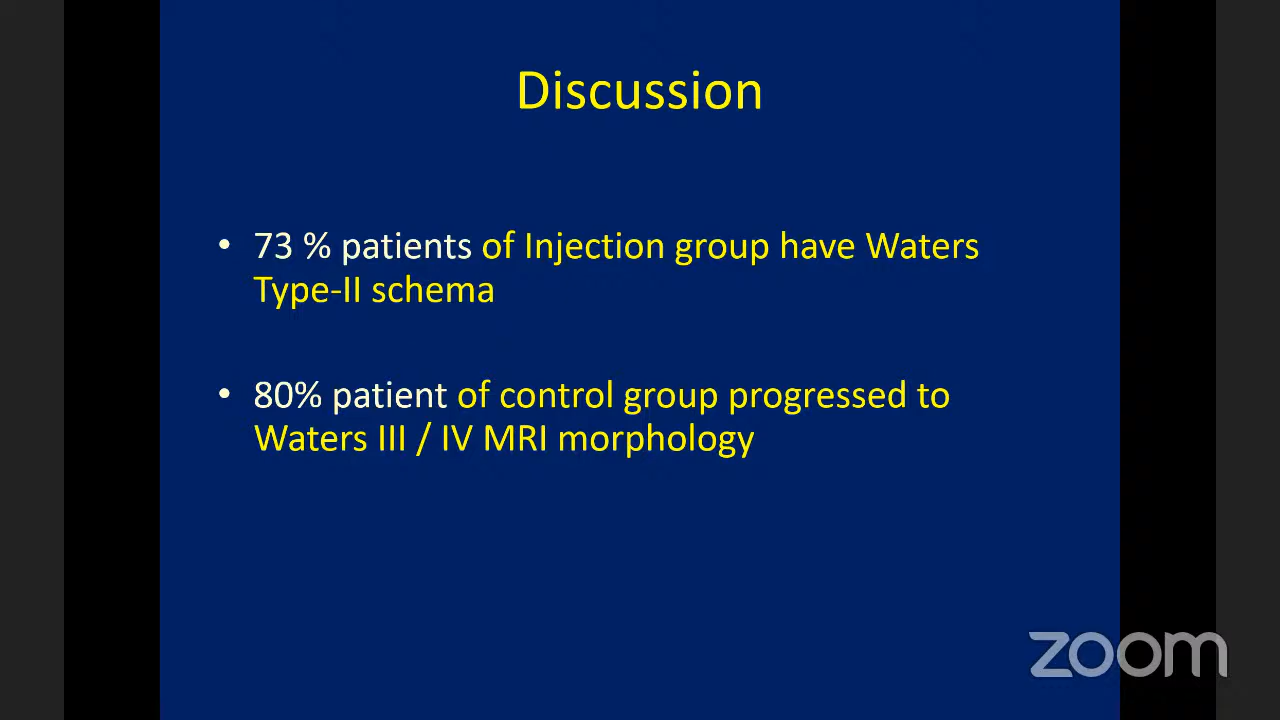 Discussion
• 73 % patients of Injection group have Waters
Type-II schema
• 80% patient of control group progressed to
Waters III / IV MRI morphology
zoom